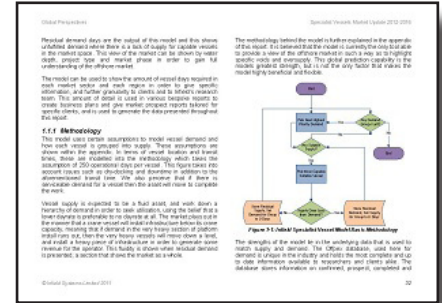 Global Perspectives
Specialist Vessels Market Update 2012-2016
Residual demand days are the output of this model and this shows
unfulfilled demand where there is a lack of supply for capable vessels
in the market space. This view of the market can be shown by water
depth, project type and market phase in order to gain full
understanding of the offshore market.
The model can be used to show the amount of vessel days required in
each market sector and each region in order to give specific
information, and further granularity to clients and to Infield's research
team. This amount of detail is used in various bespoke reports to
create business plans and give market prospect reports tailored for
specific clients, and is used to generate the data presented throughout
this report.
1.1.1 Methodology
This model uses certain assumptions to model vessel demand and
how each vessel is grouped into supply. These assumptions are
shown within the appendix. In terms of vessel location and transit
times, these are modelled into the methodology which takes the
assumption of 250 operational days per vessel. This figure takes into
account issues such as dry-docking and downtime in addition to the
aforementioned transit time. We also presume that if there is
serviceable demand for a vessel then the asset will move to complete
the work.
Vessel supply is expected to be a fluid asset, and work down a
hierarchy of demand in order to seek utilization, using the belief that a
lower dayrate is preferable to no dayrate at all. The market plays out in
the manner that a crane vessel will install infrastructure below its crane
capacity, meaning that if demand in the very heavy section of platform
install runs out, then the very heavy vessels will move down a level,
and install a heavy piece of infrastructure in order to generate some
revenue for the operator. This fluidity is shown when residual demand
is presented, a section that shows the market as a whole.
The methodology behind the model is further explained in the appendix
of this report. It is believed that the model is currently the only tool able
to provide a view of the offshore market in such a way as to highlight
specific voids and oversupply. This global prediction capability is the
models greatest strength, but is not the only factor that makes the
model highly beneficial and flexible.
Figure 1-1: Infield Specialist Vessel Model Basic Methodology
The strengths of the model lie in the underlying data that is used to
match supply and demand. The Offpex database, used here for
demand is unique in the industry and holds the most complete and up
to date information available to researchers and clients alike. The
database stores information on confirmed, prospect, completed and
© Infield Systems Limited 2011
32